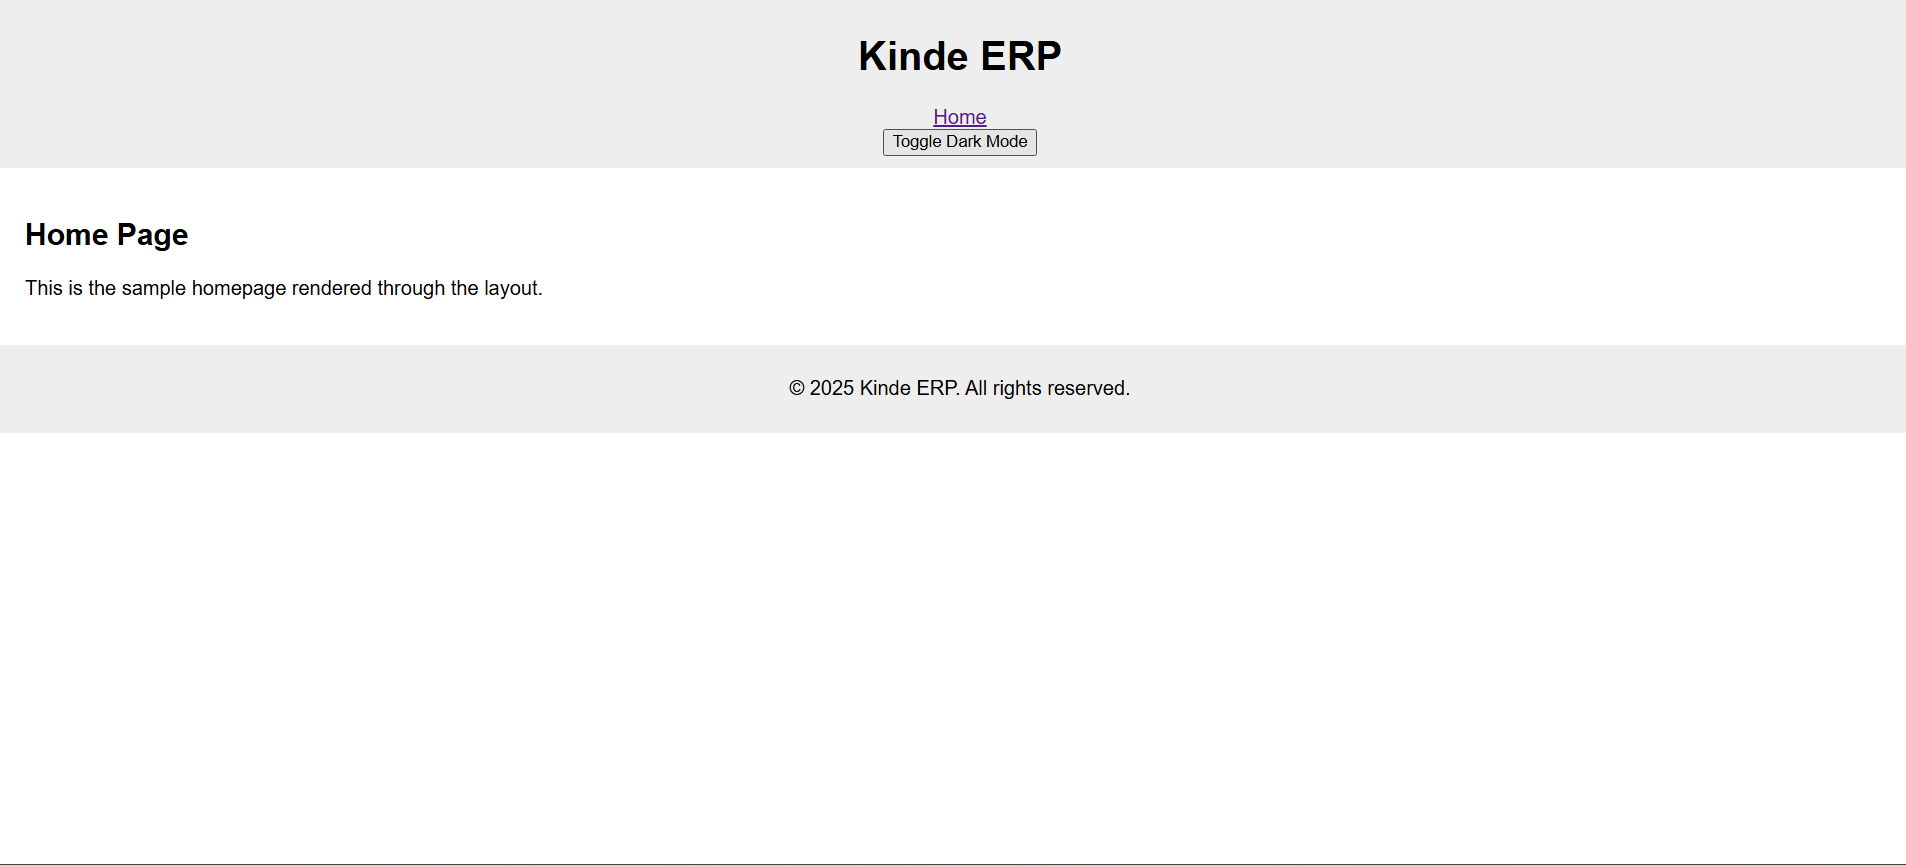 Kinde ERP
Home
Toggle Dark Mode
Home Page
This is the sample homepage rendered through the layout.
© 2025 Kinde ERP. All rights reserved.